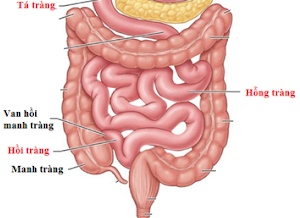 Tá tràng
Hỗng tràng
Van hồi
manh tràng
Hồi tràng
Manh tràng